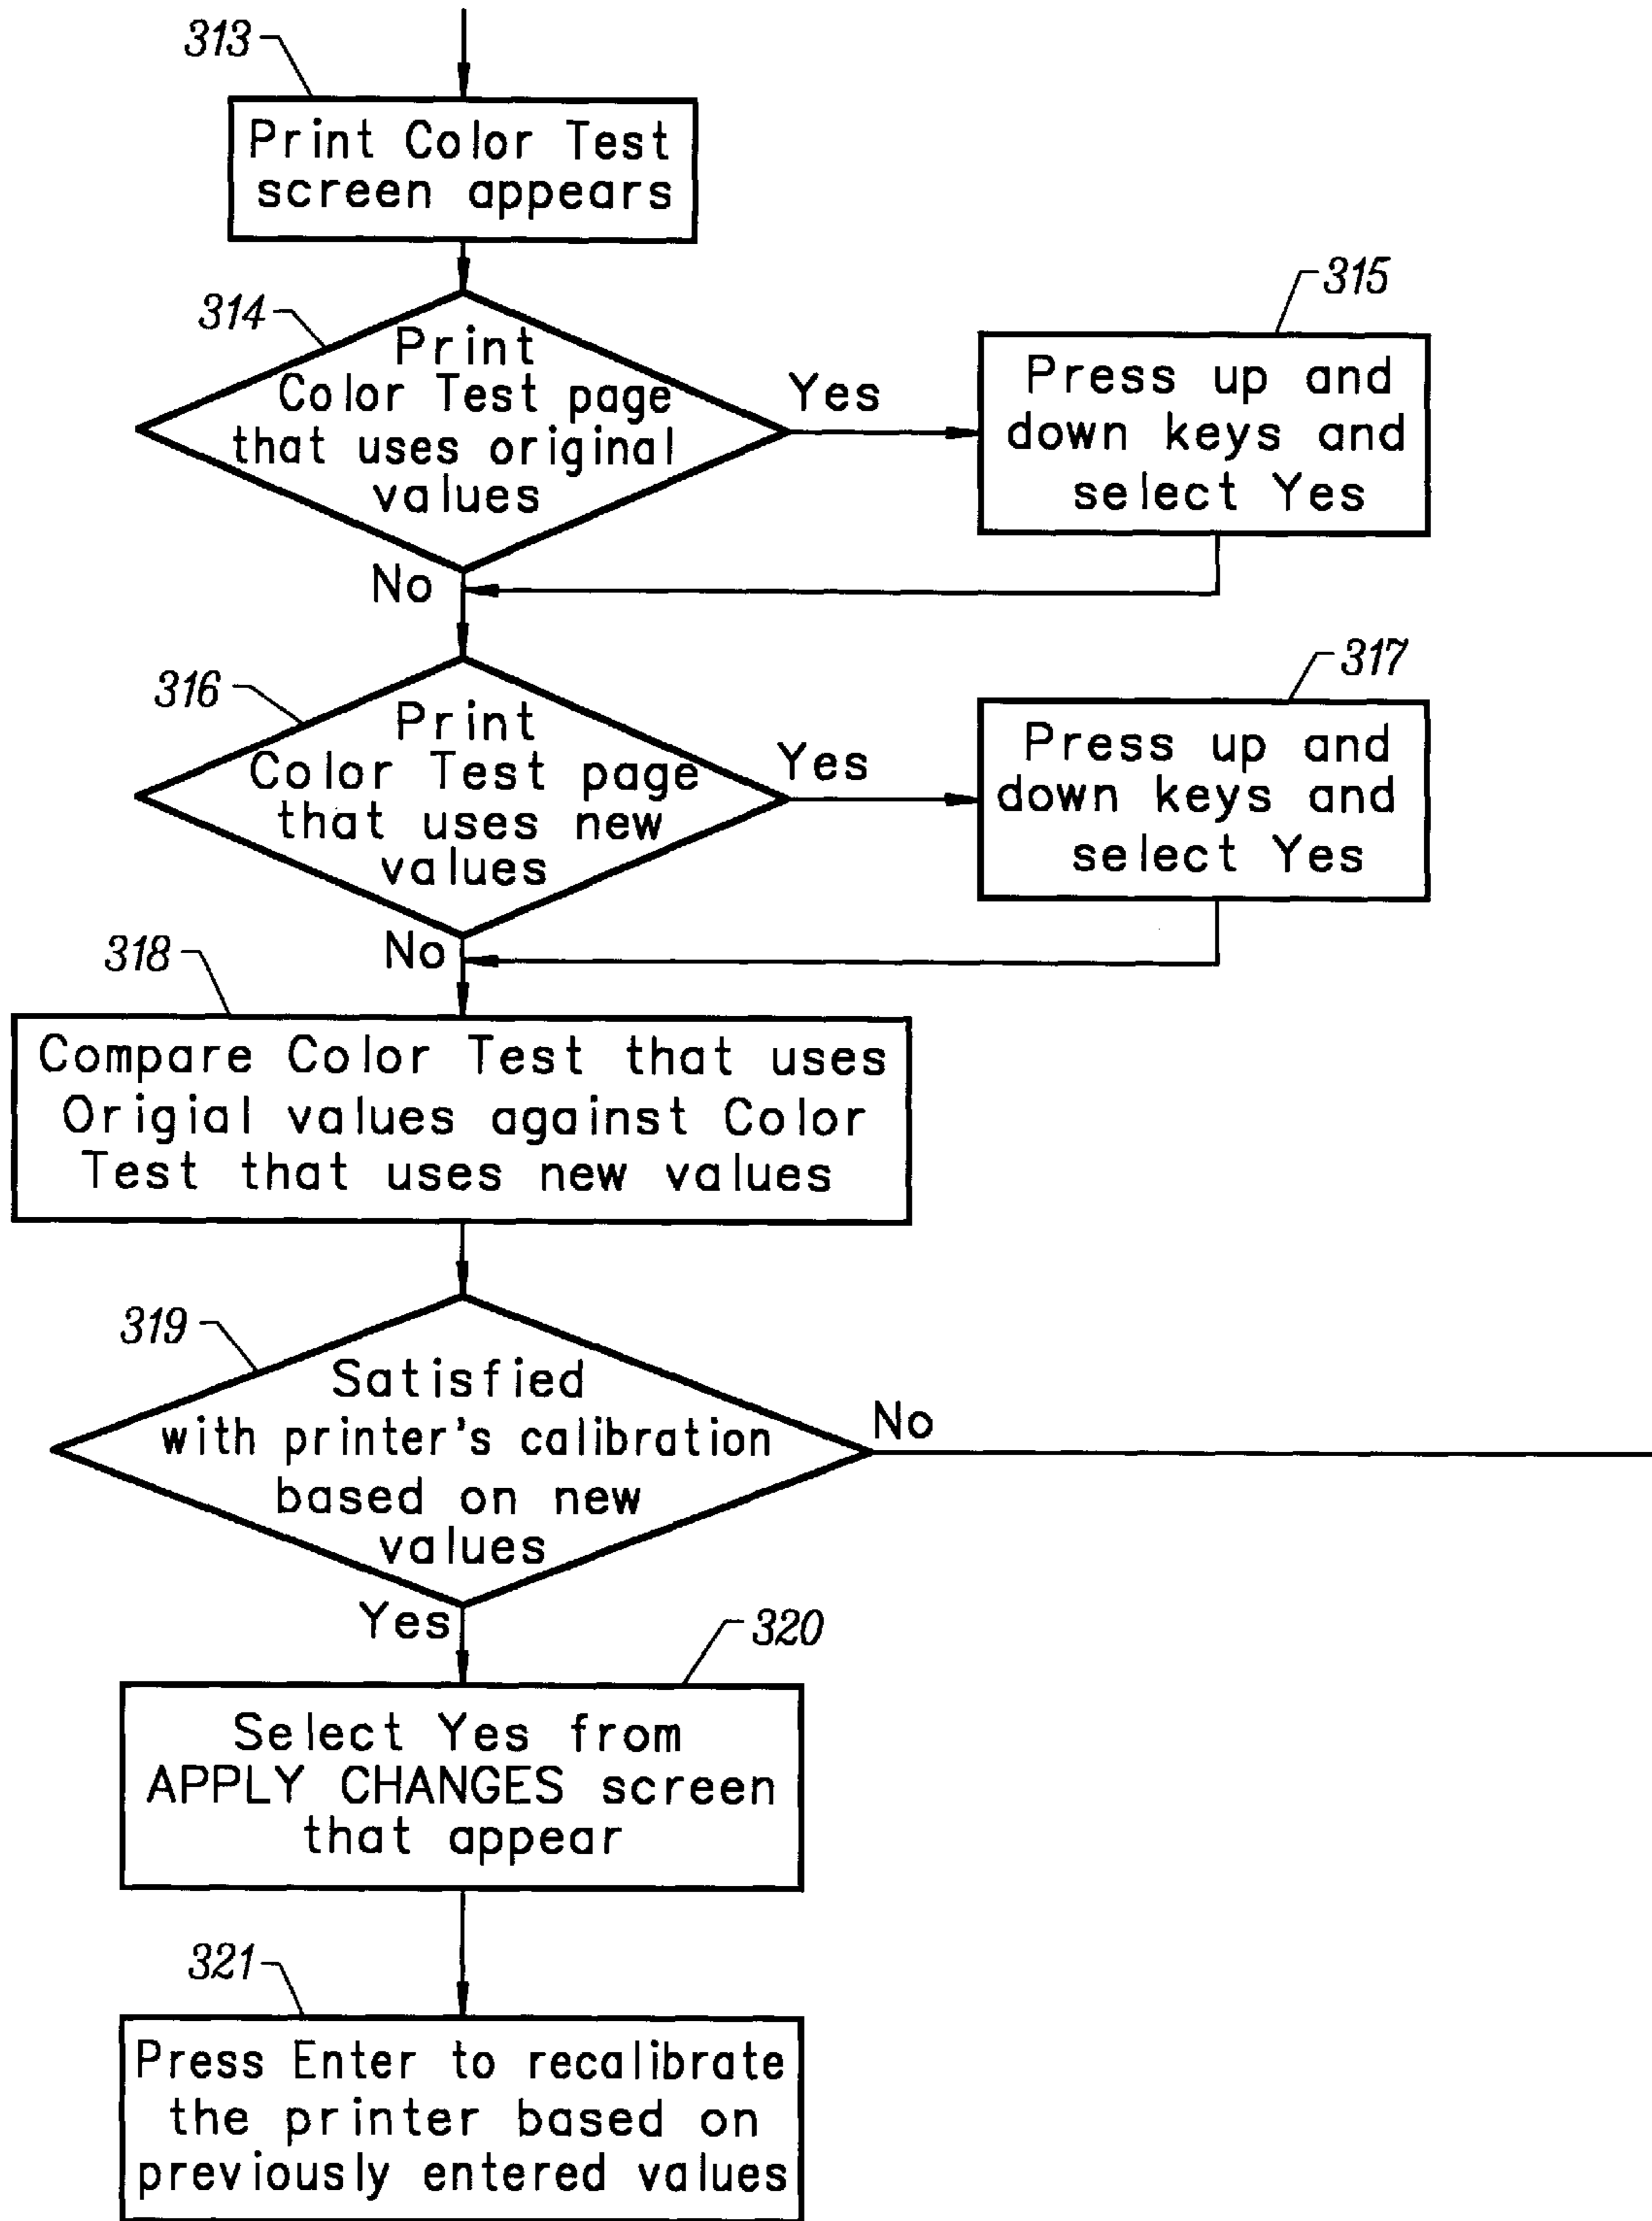 313
Print Color Test
screen appears
314
Print
Color Test page
that uses original
values
Yes
315
Press up and
down keys and
select Yes
No
316
Print
Color Test page
that uses new
values
Yes
317
Press up and
down keys and
select Yes
No
318
Compare Color Test that uses
Origial values against Color
Test that uses new values
319
Satisfied
with printer's calibration
based on new
values
No
Yes
320
Select Yes from
APPLY CHANGES screen
that appear
321
Press Enter to recalibrate
the printer based on
previously entered values